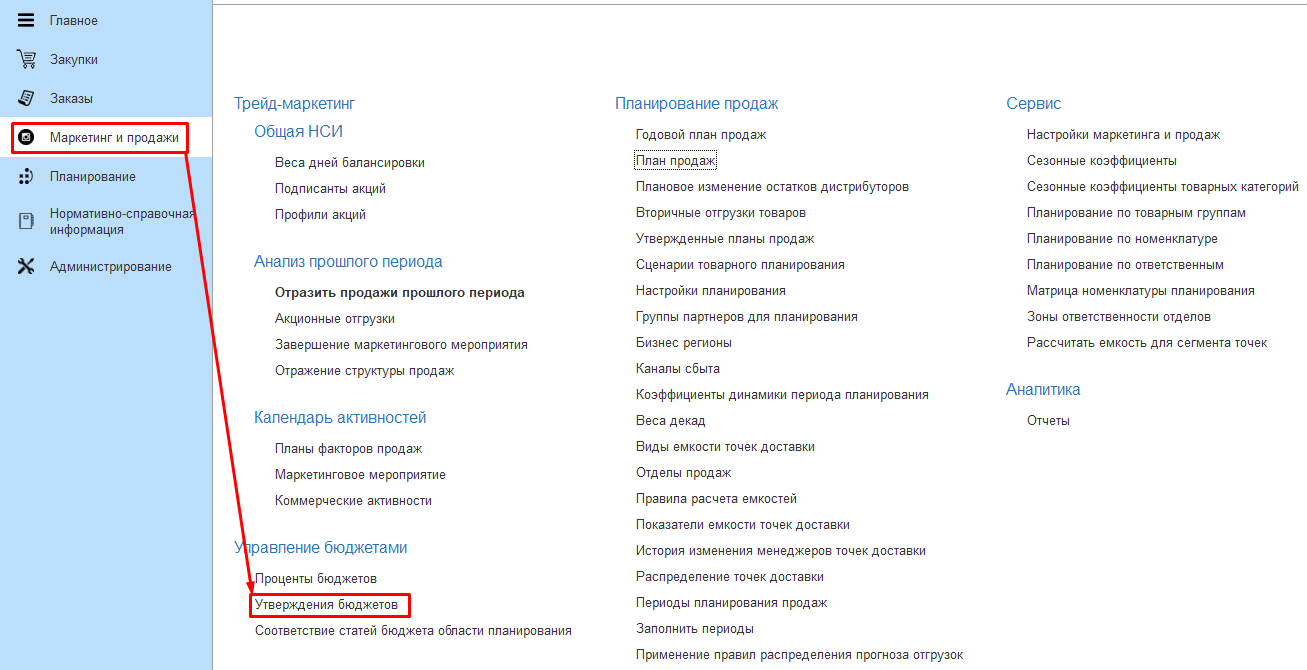 Главное
Закупки
Заказы
Маркетинг и продажи
Планирование
Нормативно-справочная
информация
Администрирование
Трейд-маркетинг
Общая НСИ
Веса дней балансировки
Подписанты акций
Профили акций
Анализ прошлого периода
Отразить продажи прошлого периода
Акционные отгрузки
Завершение маркетингового мероприятия
Отражение структуры продаж
Календарь активностей
Планы факторов продаж
Маркетинговое мероприятие
Коммерческие активности
Управление бюджетами
Проценты бюджетов
Утверждения бюджетов
Соответствие статей бюджета области планирования
Планирование продаж
Годовой план продаж
План продаж
Плановое изменение остатков дистрибуторов
Вторичные отгрузки товаров
Утвержденные планы продаж
Сценарии товарного планирования
Настройки планирования
Группы партнеров для планирования
Бизнес регионы
Каналы сбыта
Коэффициенты динамики периода планирования
Веса декад
Виды емкости точек доставки
Отделы продаж
Правила расчета емкостей
Показатели емкости точек доставки
История изменения менеджеров точек доставки
Распределение точек доставки
Периоды планирования продаж
Заполнить периоды
Применение правил распределения прогноза отгрузок
Сервис
Настройки маркетинга и продаж
Сезонные коэффициенты
Сезонные коэффициенты товарных категорий
Планирование по товарным группам
Планирование по номенклатуре
Планирование по ответственным
Матрица номенклатуры планирования
Зоны ответственности отделов
Рассчитать емкость для сегмента точек
Аналитика
Отчеты